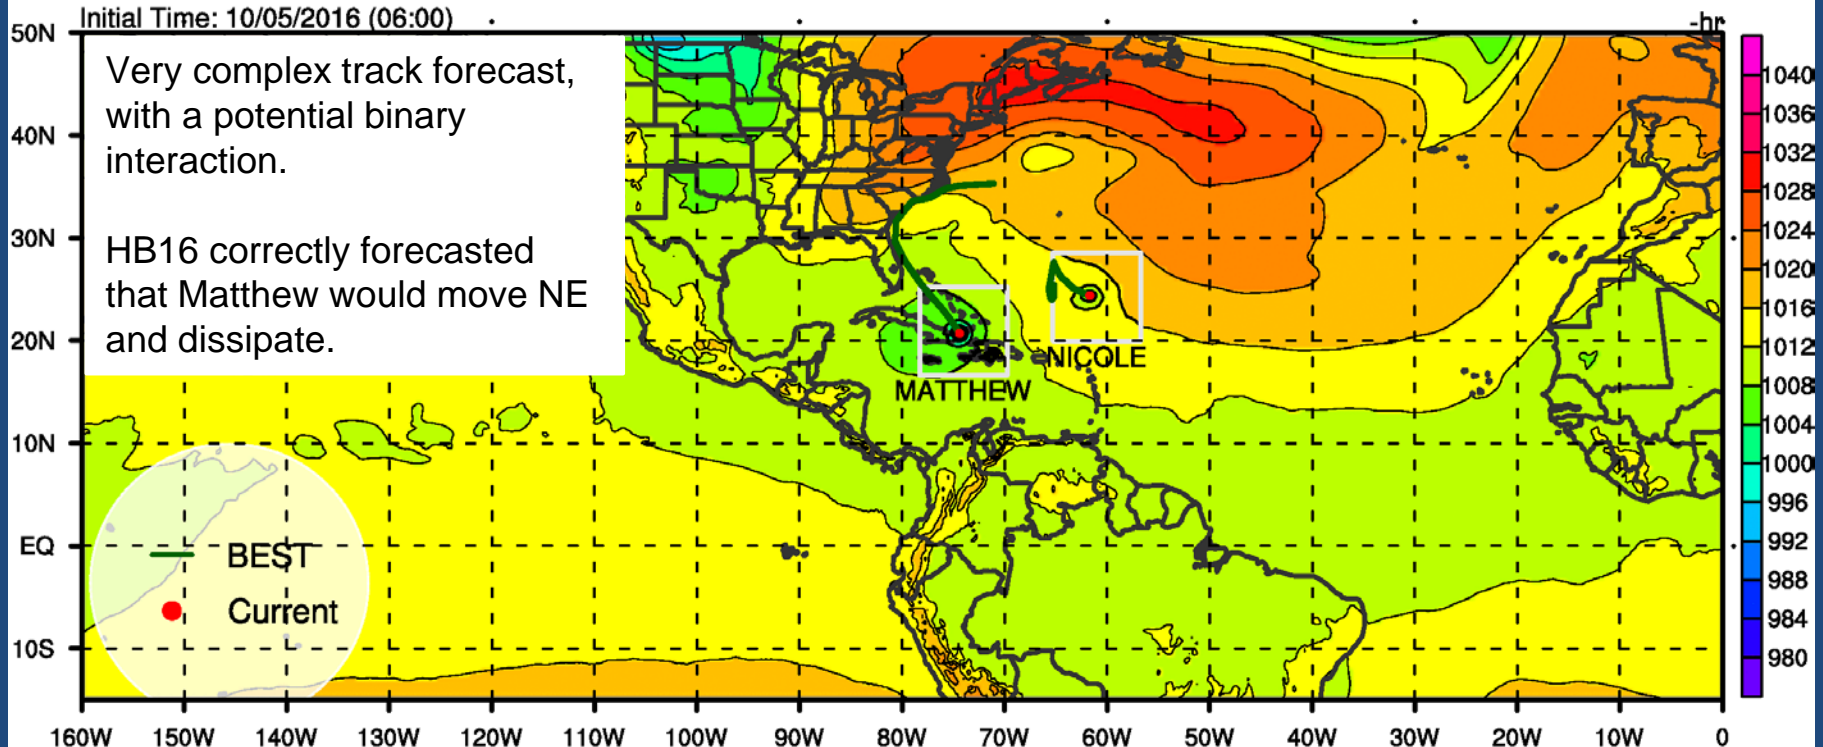 Initial Time: 10/05/2016 (06:00)
-hr
50N
40N
30N
20N
10N
EQ
10S
Very complex track forecast,
with a potential binary
interaction.
HB16 correctly forecasted
that Matthew would move NE
and dissipate.
NICOLE
MATTHEW
BEST
Current
1040
1036
1032
1028
1024
1020
1016
1012
1008
1004
1000
996
992
988
984
980
160W 150W 140W 130W 120W 110W 100W 90W 80W 70W 60W 50W 40W 30W 20W 10W 0